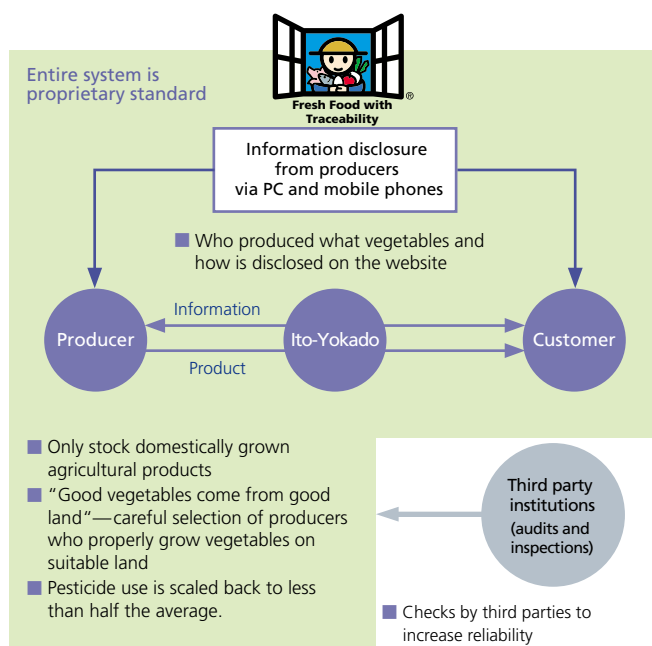 Entire system is
proprietary standard
®
Fresh Food with
Traceability
Information disclosure
from producers
via PC and mobile phones
■ Who produced what vegetables and
how is disclosed on the website
Information
Producer
Ito-Yokado
Customer
Product
■ Only stock domestically grown
agricultural products
■ “Good vegetables come from good
land“—careful selection of producers
who properly grow vegetables on
suitable land
■ Pesticide use is scaled back to less
than half the average.
Third party
institutions
(audits and
inspections)
■ Checks by third parties to
increase reliability